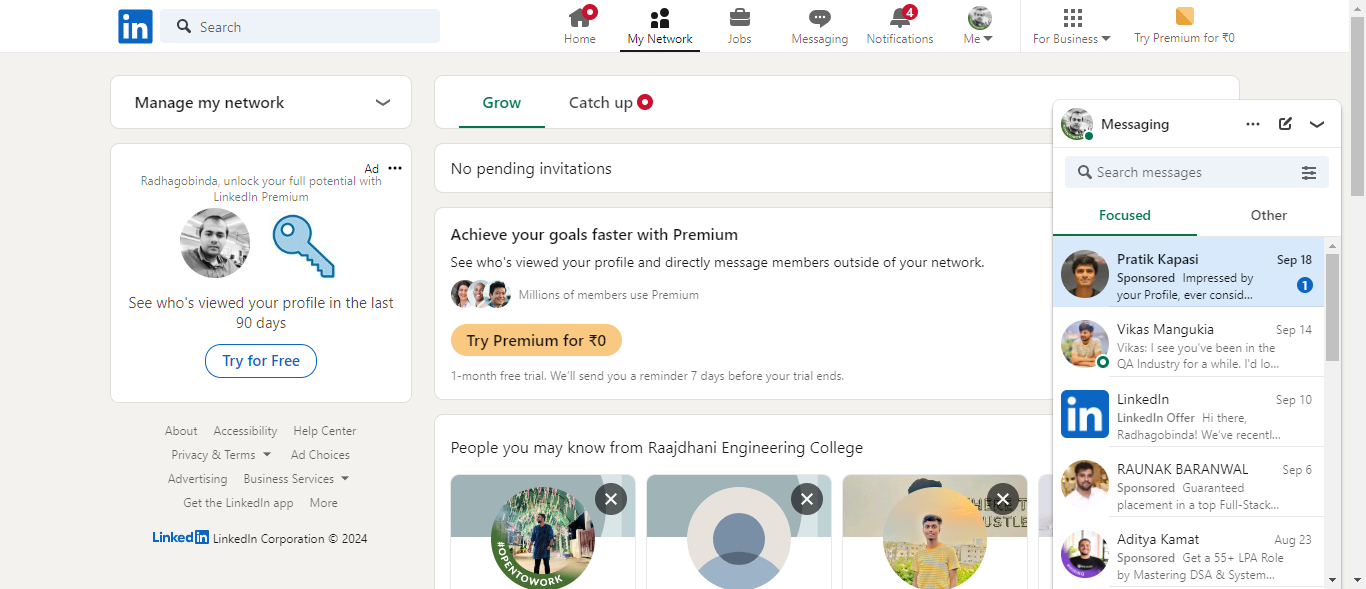 in
Search
Home
My Network
Jobs
Messaging
4
Notifications
Me
For Business
Try Premium for ₹0
Manage my network
Ad
Radhagobinda, unlock your full potential with
LinkedIn Premium
See who's viewed your profile in the last
90 days
Try for Free
About Accessibility Help Center
Privacy & Terms Ad Choices
Advertising Business Services
Get the LinkedIn app More
LinkedIn LinkedIn Corporation © 2024
Grow Catch up
No pending invitations
Achieve your goals faster with Premium
See who's viewed your profile and directly message members outside of your network.
Millions of members use Premium
Try Premium for ₹0
1-month free trial. We'll send you a reminder 7 days before your trial ends.
People you may know from Raajdhani Engineering College
#OPENTOWORK
Messaging
Search messages
Focused Other
Pratik Kapasi Sep 18
Sponsored Impressed by
your Profile, ever consid... 1
Vikas Mangukia Sep 14
Vikas: I see you've been in the
QA Industry for a while. I'd lo...
in
LinkedIn Sep 10
LinkedIn Offer Hi there,
Radhagobinda! We've recentl...
RAUNAK BARANWAL Sep 6
Sponsored Guaranteed
placement in a top Full-Stack...
Aditya Kamat Aug 23
Sponsored Get a 55+ LPA Role
by Mastering DSA & System...